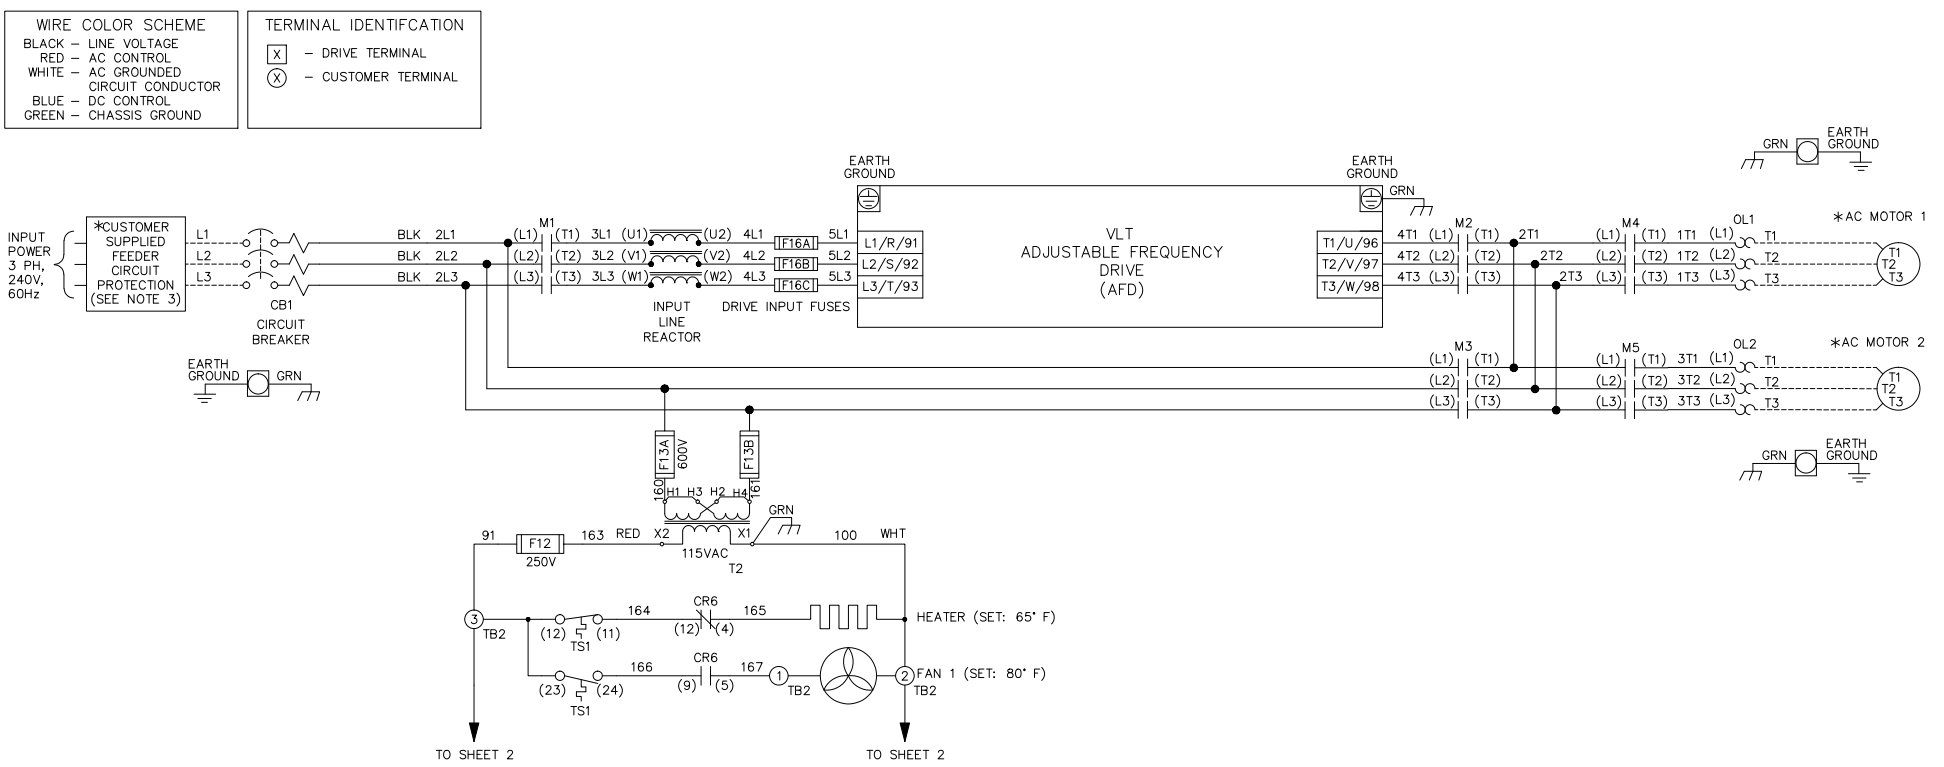 WIRE COLOR SCHEME
BLACK – LINE VOLTAGE
RED – AC CONTROL
WHITE – AC GROUNDED
CIRCUIT CONDUCTOR
BLUE – DC CONTROL
GREEN – CHASSIS GROUND
TERMINAL IDENTIFCATION
X – DRIVE TERMINAL
X – CUSTOMER TERMINAL
INPUT
POWER
3 PH,
240V,
60Hz
*CUSTOMER
SUPPLIED
FEEDER
CIRCUIT
PROTECTION
(SEE NOTE 3)
L1
L2
L3
CB1
CIRCUIT
BREAKER
EARTH
GROUND
GRN
BLK 2L1
BLK 2L2
BLK 2L3
M1
(L1) (T1) 3L1 (U1) (U2) 4L1 F16A 5L1
(L2) (T2) 3L2 (V1) (V2) 4L2 F16B 5L2
(L3) (T3) 3L3 (W1) (W2) 4L3 F16C 5L3
INPUT
LINE
REACTOR
DRIVE INPUT FUSES
EARTH
GROUND
L1/R/91
L2/S/92
L3/T/93
VLT
ADJUSTABLE FREQUENCY
DRIVE
(AFD)
EARTH
GROUND
GRN
T1/U/96
T2/V/97
T3/W/98
M2
4T1 (L1) (T1) 2T1
4T2 (L2) (T2) 2T2
4T3 (L3) (T3) 2T3
M4
(L1) (T1) 1T1 (L1) T1
(L2) (T2) 1T2 (L2) T2
(L3) (T3) 1T3 (L3) T3
OL1
GRN
EARTH
GROUND
*AC MOTOR 1
T1
T2
T3
M3
(L1) (T1)
(L2) (T2)
(L3) (T3)
M5
(L1) (T1) 3T1 (L1) T1
(L2) (T2) 3T2 (L2) T2
(L3) (T3) 3T3 (L3) T3
OL2
*AC MOTOR 2
T1
T2
T3
GRN
EARTH
GROUND
F13A
600V
F13B
160
161
H1 H3 H2 H4
GRN
91 F12 163 RED X2 X1 100 WHT
250V
115VAC
T2
3
TB2
(12) (11)
TS1
164
CR6
(12) (4)
165
HEATER (SET: 65° F)
(23) (24)
TS1
166
CR6
(9) (5)
167
1
TB2
2
TB2
FAN 1 (SET: 80° F)
TO SHEET 2
TO SHEET 2